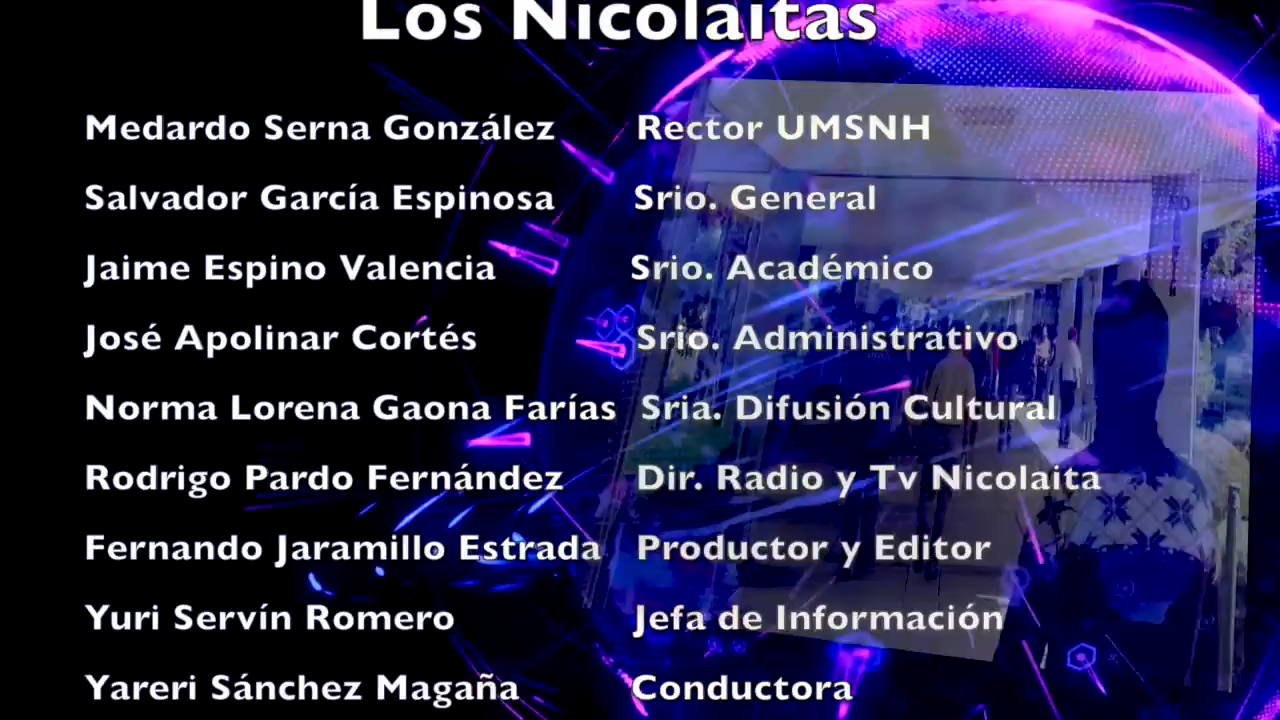 Los Nicolaitas
Medardo Serna González Rector UMSNH
Salvador García Espinosa Srio. General
Jaime Espino Valencia Srio. Académico
José Apolinar Cortés Srio. Administrativo
Norma Lorena Gaona Farías Sria. Difusión Cultural
Rodrigo Pardo Fernández Dir. Radio y Tv Nicolaita
Fernando Jaramillo Estrada Productor y Editor
Yuri Servín Romero Jefa de Información
Yareri Sánchez Magaña Conductora